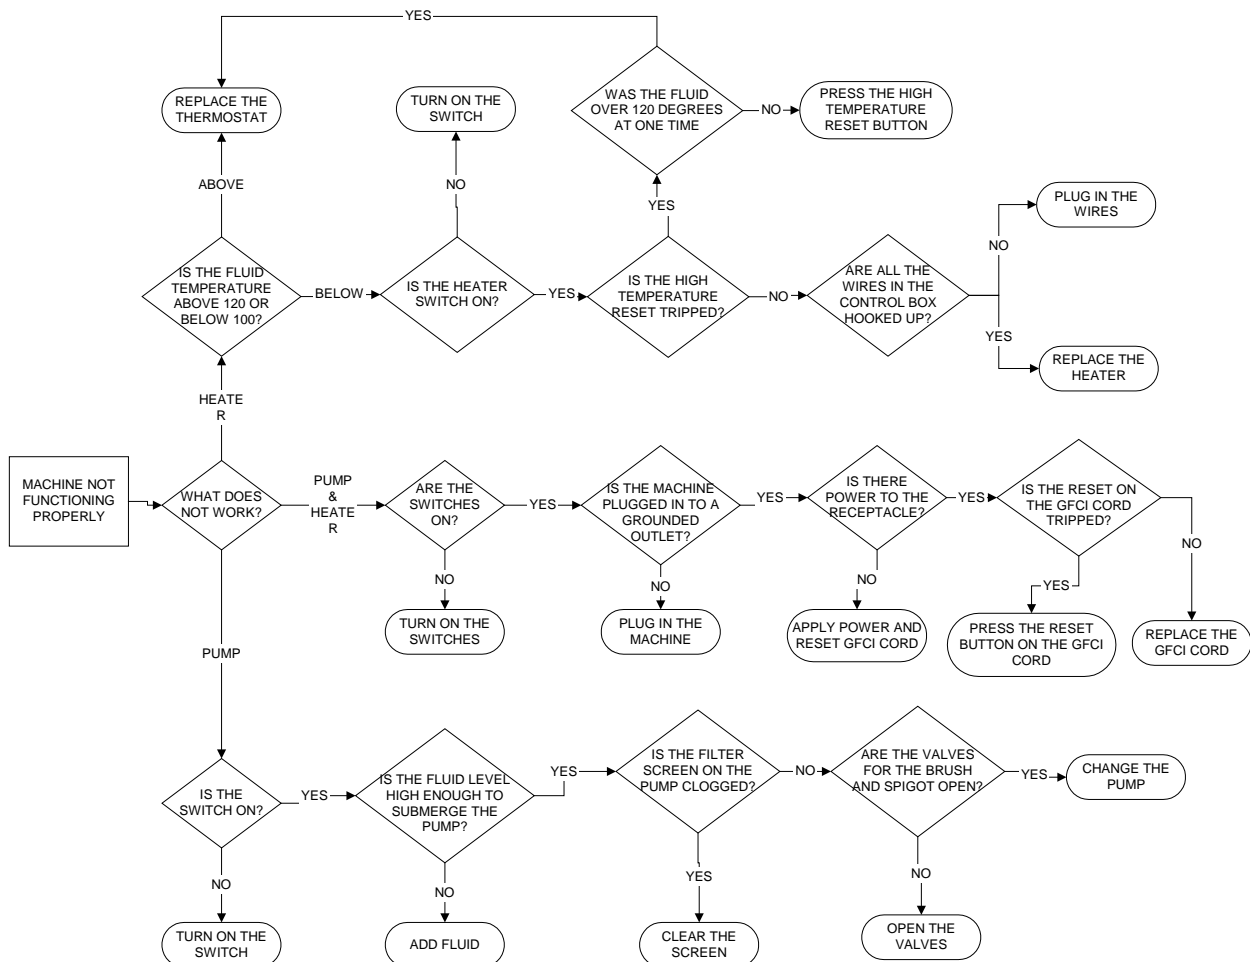 YES
REPLACE THE
THERMOSTAT
TURN ON THE
SWITCH
WAS THE FLUID
OVER 120 DEGREES
AT ONE TIME
NO
PRESS THE HIGH
TEMPERATURE
RESET BUTTON
ABOVE
NO
YES
PLUG IN THE
WIRES
NO
IS THE FLUID
TEMPERATURE
ABOVE 120 OR
BELOW 100?
BELOW
IS THE HEATER
SWITCH ON?
YES
IS THE HIGH
TEMPERATURE
RESET TRIPPED?
NO
ARE ALL THE
WIRES IN THE
CONTROL BOX
HOOKED UP?
YES
REPLACE THE
HEATER
HEATE
R
MACHINE NOT
FUNCTIONING
PROPERLY
WHAT DOES
NOT WORK?
PUMP
&
HEATE
R
ARE THE
SWITCHES
ON?
YES
IS THE MACHINE
PLUGGED IN TO A
GROUNDED
OUTLET?
YES
IS THERE
POWER TO THE
RECEPTACLE?
YES
IS THE RESET ON
THE GFCI CORD
TRIPPED?
NO
NO
NO
NO
YES
TURN ON THE
SWITCHES
PLUG IN THE
MACHINE
APPLY POWER AND
RESET GFCI CORD
PRESS THE RESET
BUTTON ON THE GFCI
CORD
REPLACE THE
GFCI CORD
PUMP
IS THE
SWITCH ON?
YES
IS THE FLUID LEVEL
HIGH ENOUGH TO
SUBMERGE THE
PUMP?
YES
IS THE FILTER
SCREEN ON THE
PUMP CLOGGED?
NO
ARE THE VALVES
FOR THE BRUSH
AND SPIGOT OPEN?
YES
CHANGE THE
PUMP
NO
NO
YES
NO
TURN ON THE
SWITCH
ADD FLUID
CLEAR THE
SCREEN
OPEN THE
VALVES